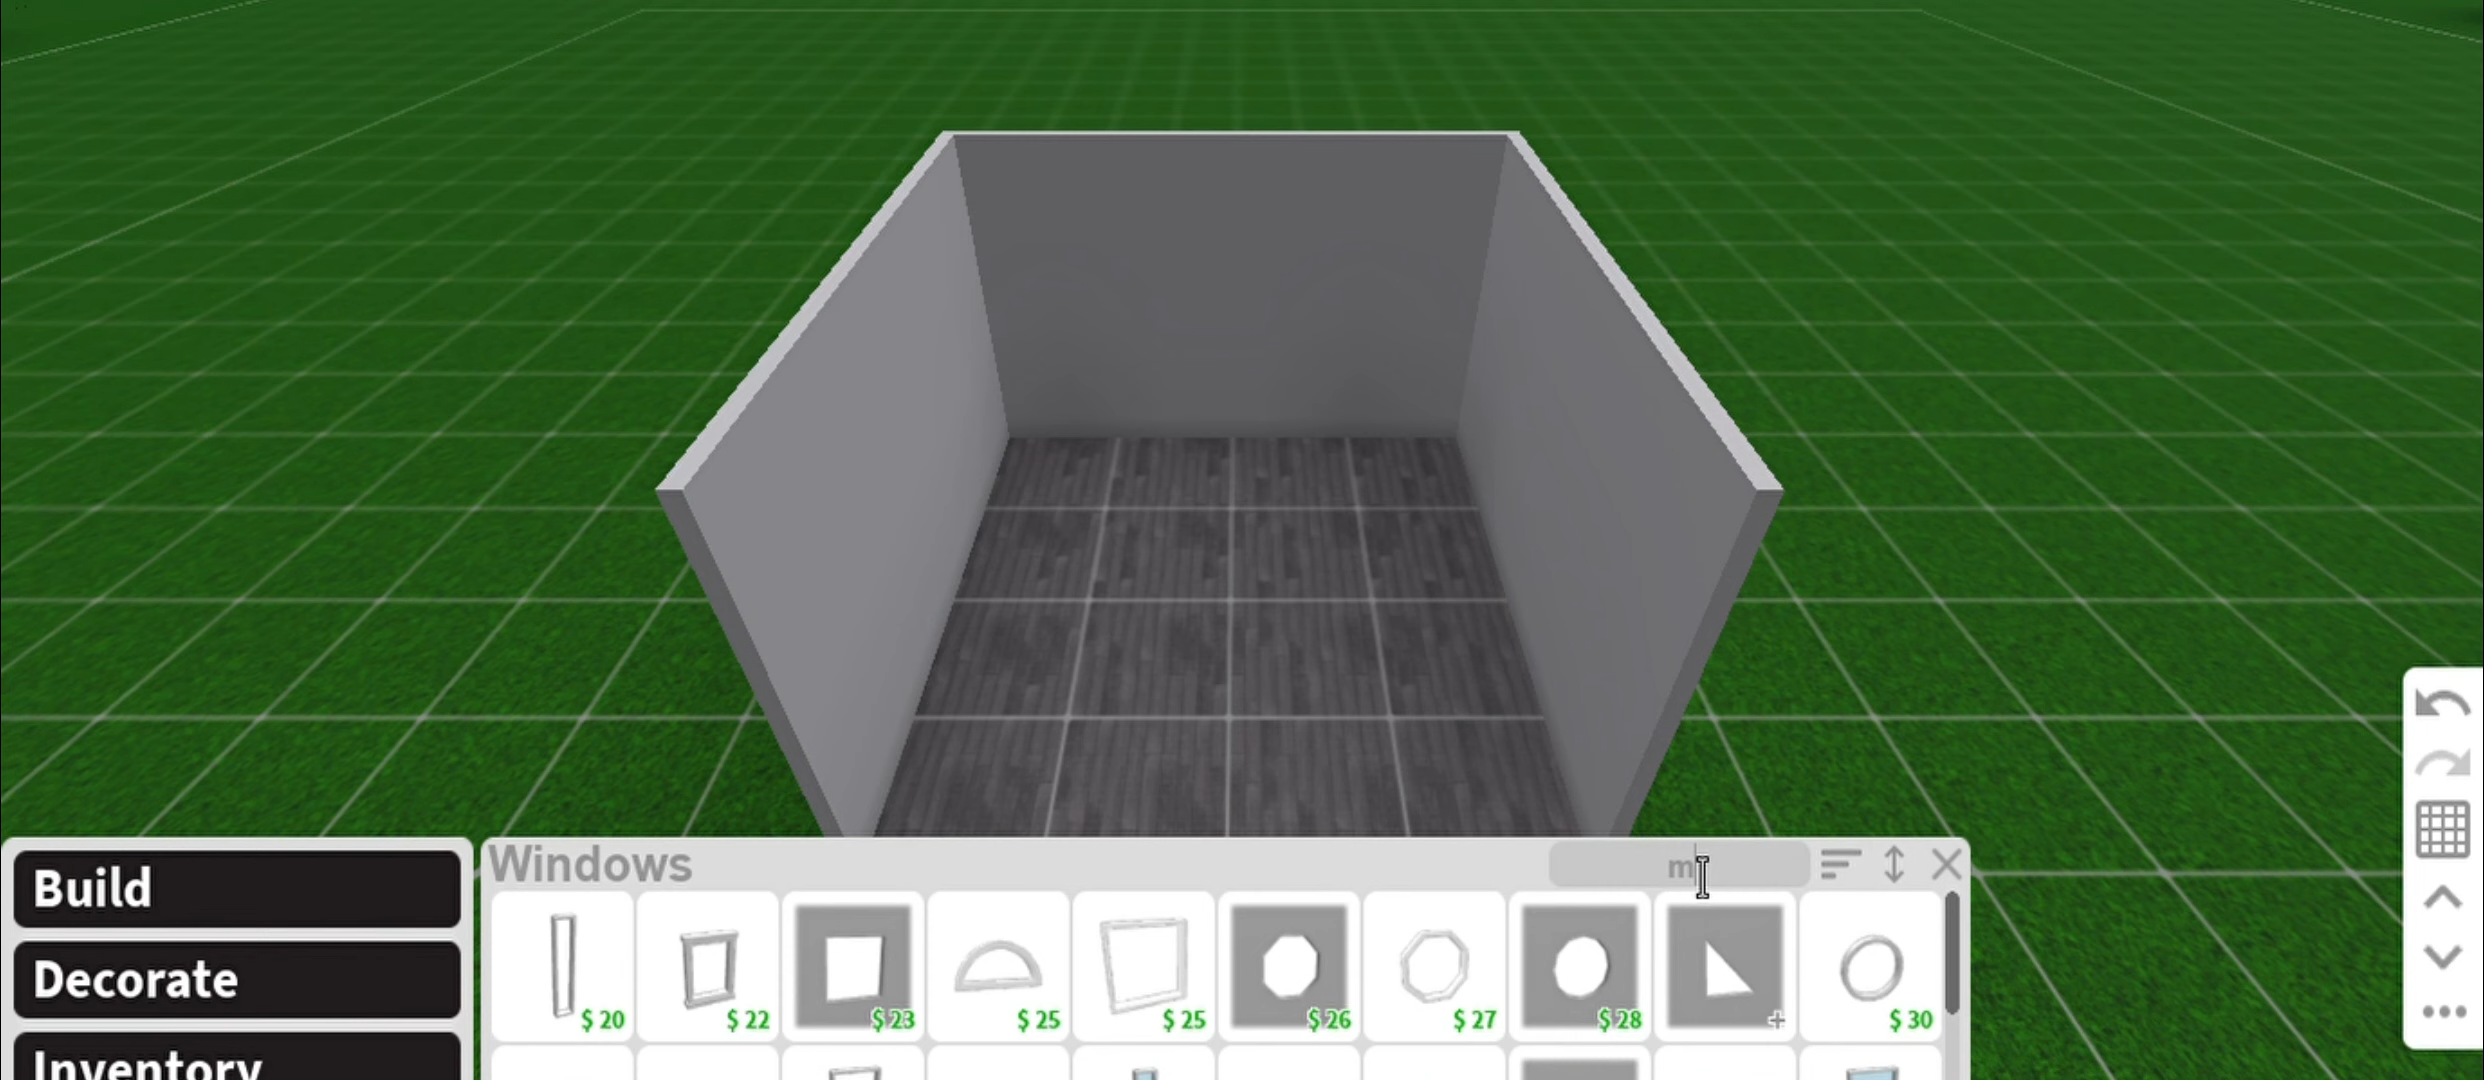 Build
Decorate
Inventory
Windows
m
$ 20
$ 22
$ 23
$ 25
$ 25
$ 26
$ 27
$ 28
+
$ 30